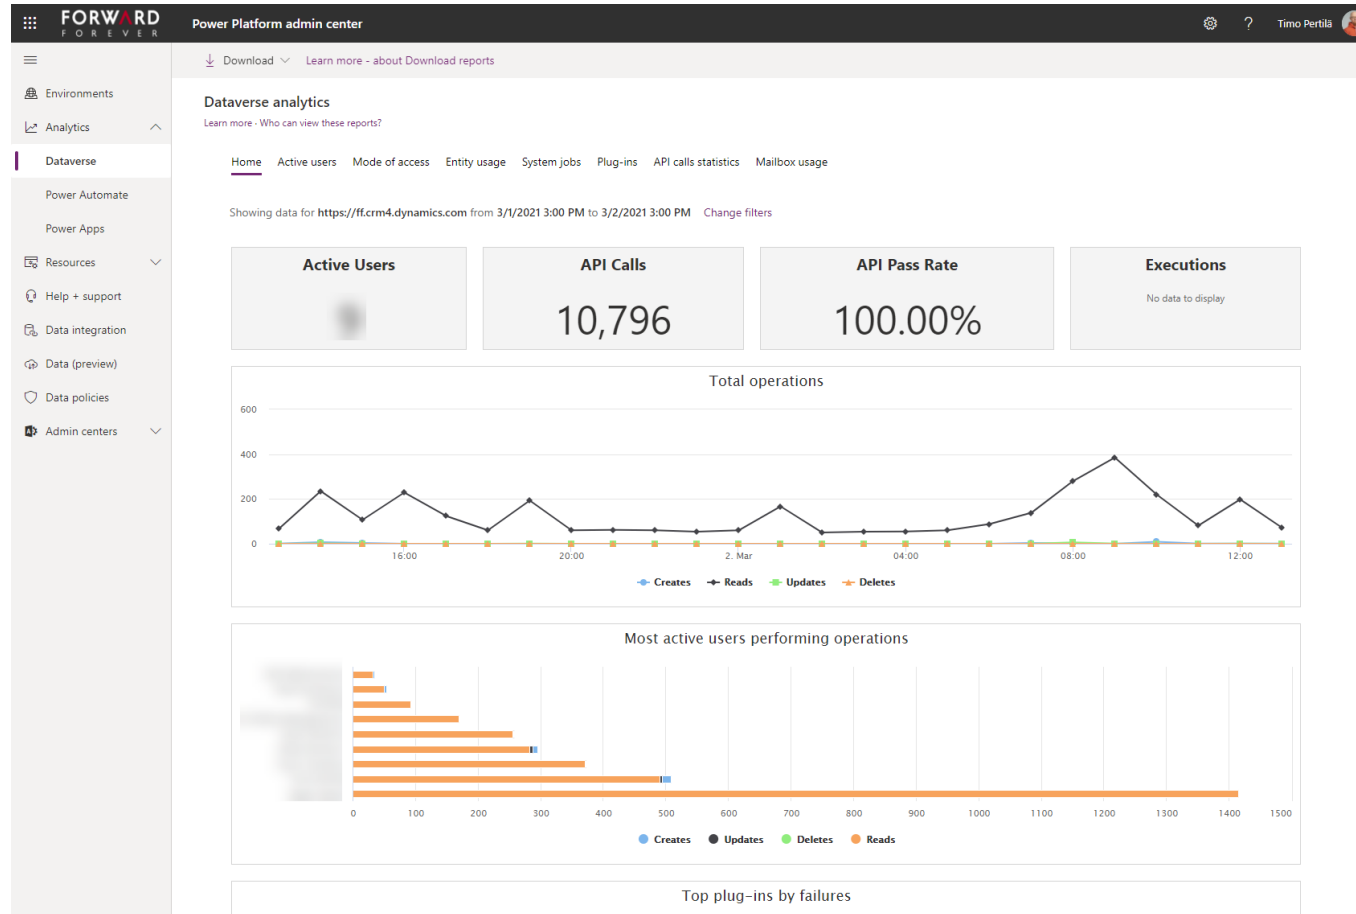 FORWARD
FOREVER
Power Platform admin center
?
Timo Pertilä
Download
Learn more - about Download reports
Environments
Analytics
Dataverse
Power Automate
Power Apps
Resources
Help + support
Data integration
Data (preview)
Data policies
Admin centers
Dataverse analytics
Learn more - Who can view these reports?
Home Active users Mode of access Entity usage System jobs Plug-ins API calls statistics Mailbox usage
Showing data for https://ff.crm4.dynamics.com from 3/1/2021 3:00 PM to 3/2/2021 3:00 PM Change filters
Active Users
API Calls
10,796
API Pass Rate
100.00%
Executions
No data to display
Total operations
600
400
200
0
16:00 20:00 2. Mar 04:00 08:00 12:00
Creates Reads Updates Deletes
Most active users performing operations
0 100 200 300 400 500 600 700 800 900 1000 1100 1200 1300 1400 1500
Creates Updates Deletes Reads
Top plug-ins by failures